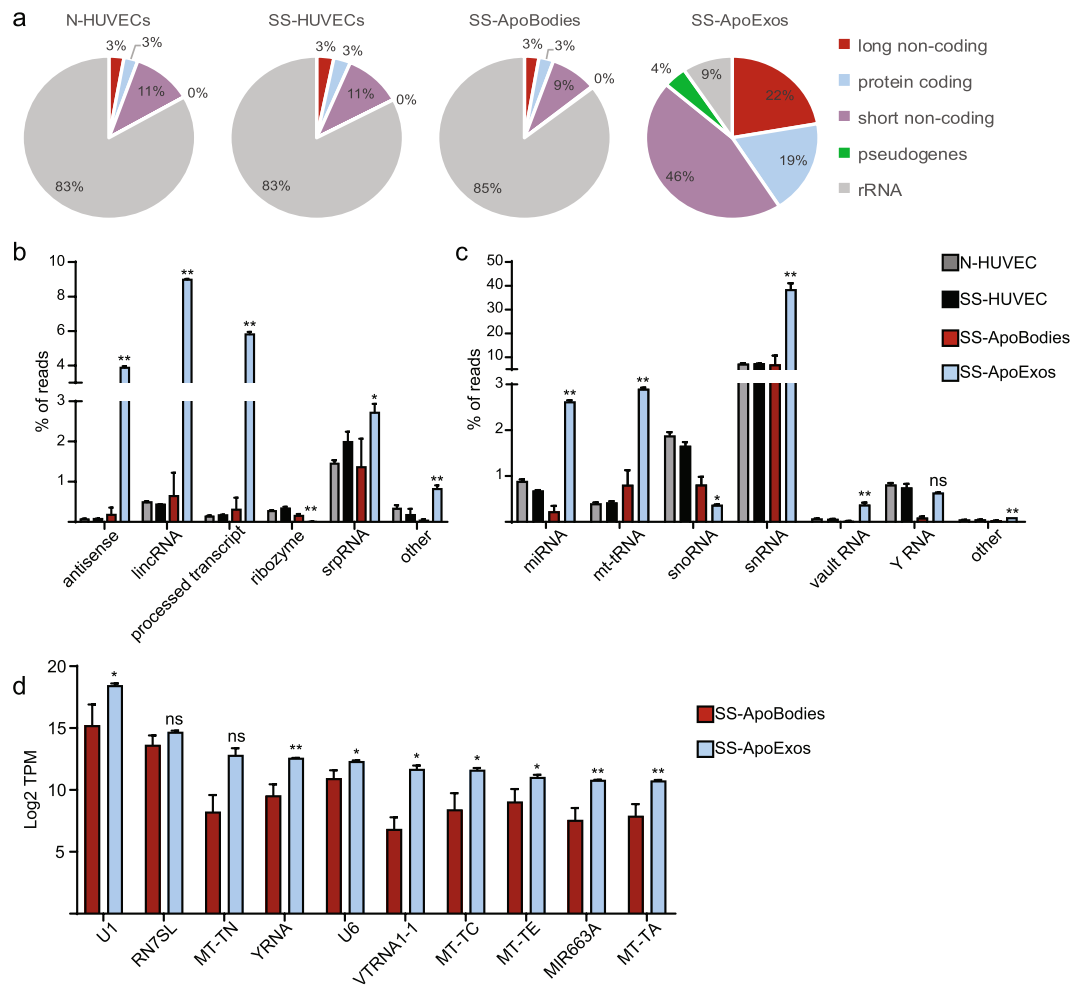 a
N-HUVECs
SS-HUVECs
SS-ApoBodies
SS-ApoExos
3%
3%
11%
0%
83%
3%
3%
11%
0%
83%
3%
3%
9%
0%
85%
4%
9%
22%
19%
46%
long non-coding
protein coding
short non-coding
pseudogenes
rRNA
b
% of reads
10
8
6
4
3
2
1
**
**
**
**
*
**
antisense
lincRNA
processed transcript
ribozyme
srpRNA
other
c
% of reads
50
40
30
20
10
3
2
1
**
**
*
**
**
ns
**
miRNA
mt-tRNA
snoRNA
snRNA
vault RNA
Y RNA
other
N-HUVEC
SS-HUVEC
SS-ApoBodies
SS-ApoExos
d
Log2 TPM
20
15
10
5
*
ns
ns
**
*
*
*
*
**
**
U1
RN7SL
MT-TN
YRNA
U6
VTRNA1-1
MT-TC
MT-TE
MIR663A
MT-TA
SS-ApoBodies
SS-ApoExos